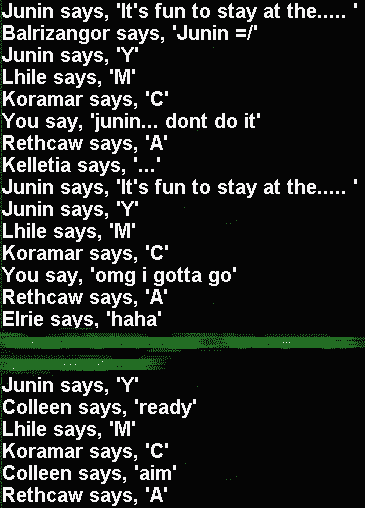 Junin says, 'It's fun to stay at the..... '
Balrizangor says, 'Junin =/'
Junin says, 'Y'
Lhile says, 'M'
Koramar says, 'C'
You say, 'junin... dont do it'
Rethcaw says, 'A'
Kelletia says, '...'
Junin says, 'It's fun to stay at the..... '
Junin says, 'Y'
Lhile says, 'M'
Koramar says, 'C'
You say, 'omg i gotta go'
Rethcaw says, 'A'
Elrie says, 'haha'
Junin says, 'Y'
Colleen says, 'ready'
Lhile says, 'M'
Koramar says, 'C'
Colleen says, 'aim'
Rethcaw says, 'A'